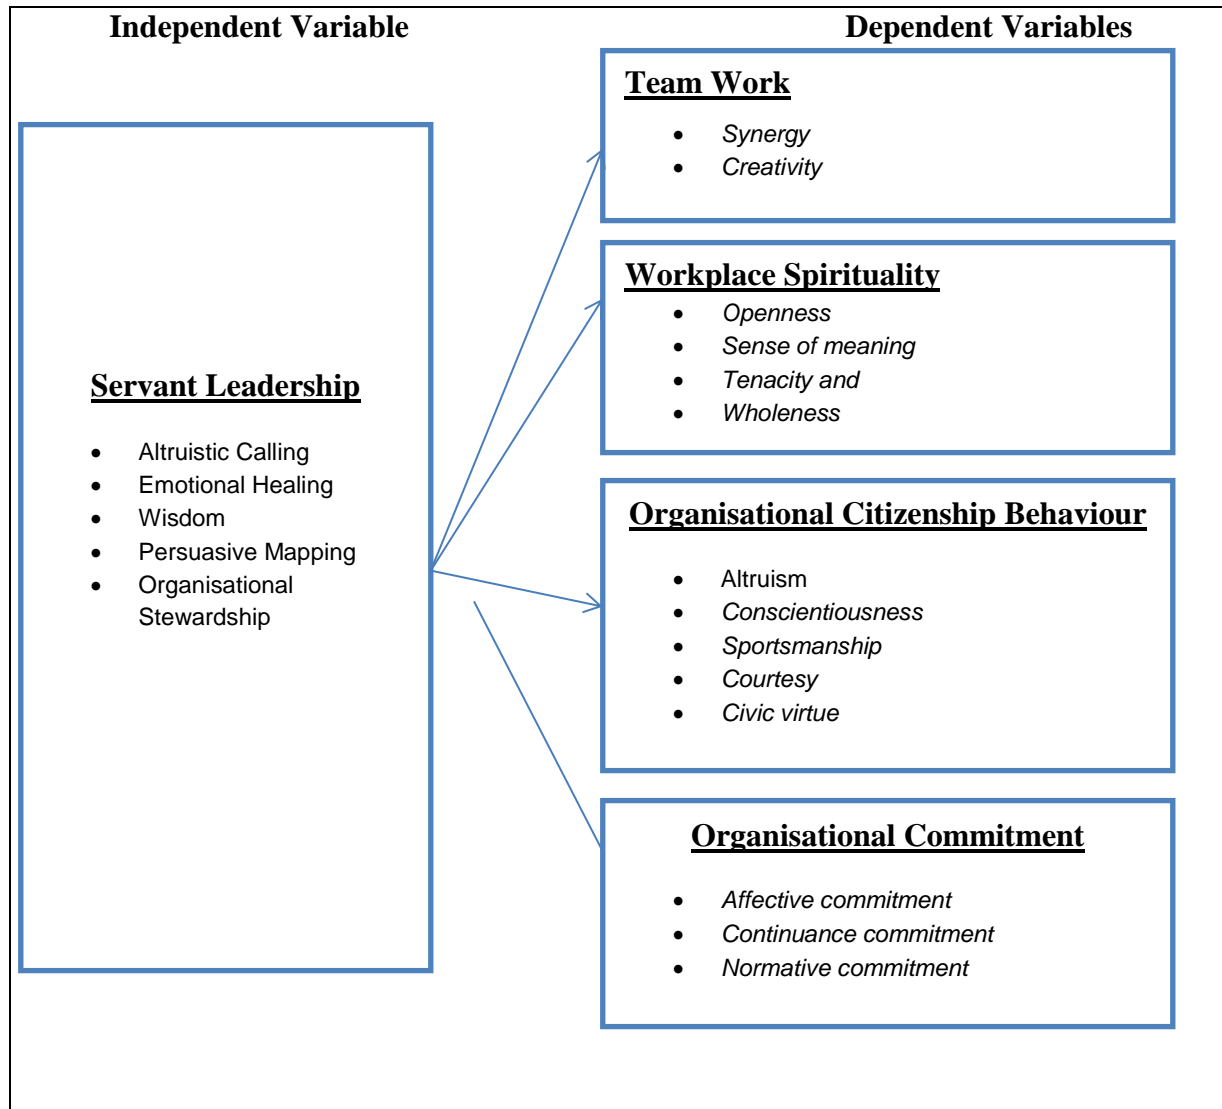 Independent Variable
Dependent Variables
Servant Leadership
• Altruistic Calling
• Emotional Healing
• Wisdom
• Persuasive Mapping
• Organisational
Stewardship
Team Work
• Synergy
• Creativity
Workplace Spirituality
• Openness
• Sense of meaning
• Tenacity and
• Wholeness
Organisational Citizenship Behaviour
• Altruism
• Conscientiousness
• Sportsmanship
• Courtesy
• Civic virtue
Organisational Commitment
• Affective commitment
• Continuance commitment
• Normative commitment